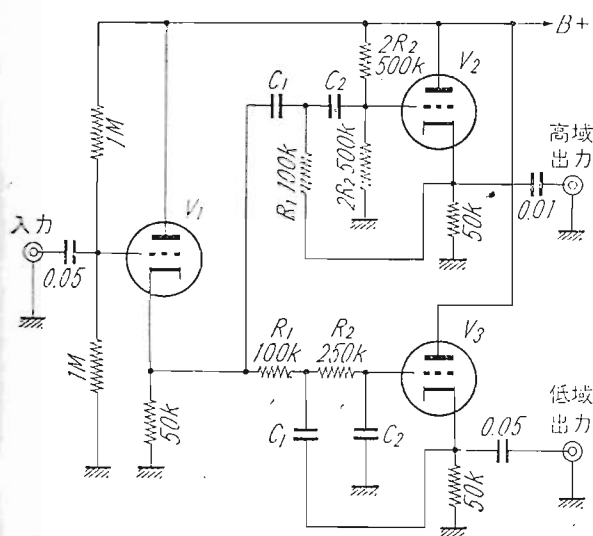 B+
2R₂
500k
V₂
C₁
C₂
高域
出力
1M
R₁ 100k
2R₂ 500k
0.01
50k
V₁
入力
0.05
V₃
R₁
100k
R₂
250k
低域
出力
1M
50k
C₁
C₂
0.05
50k